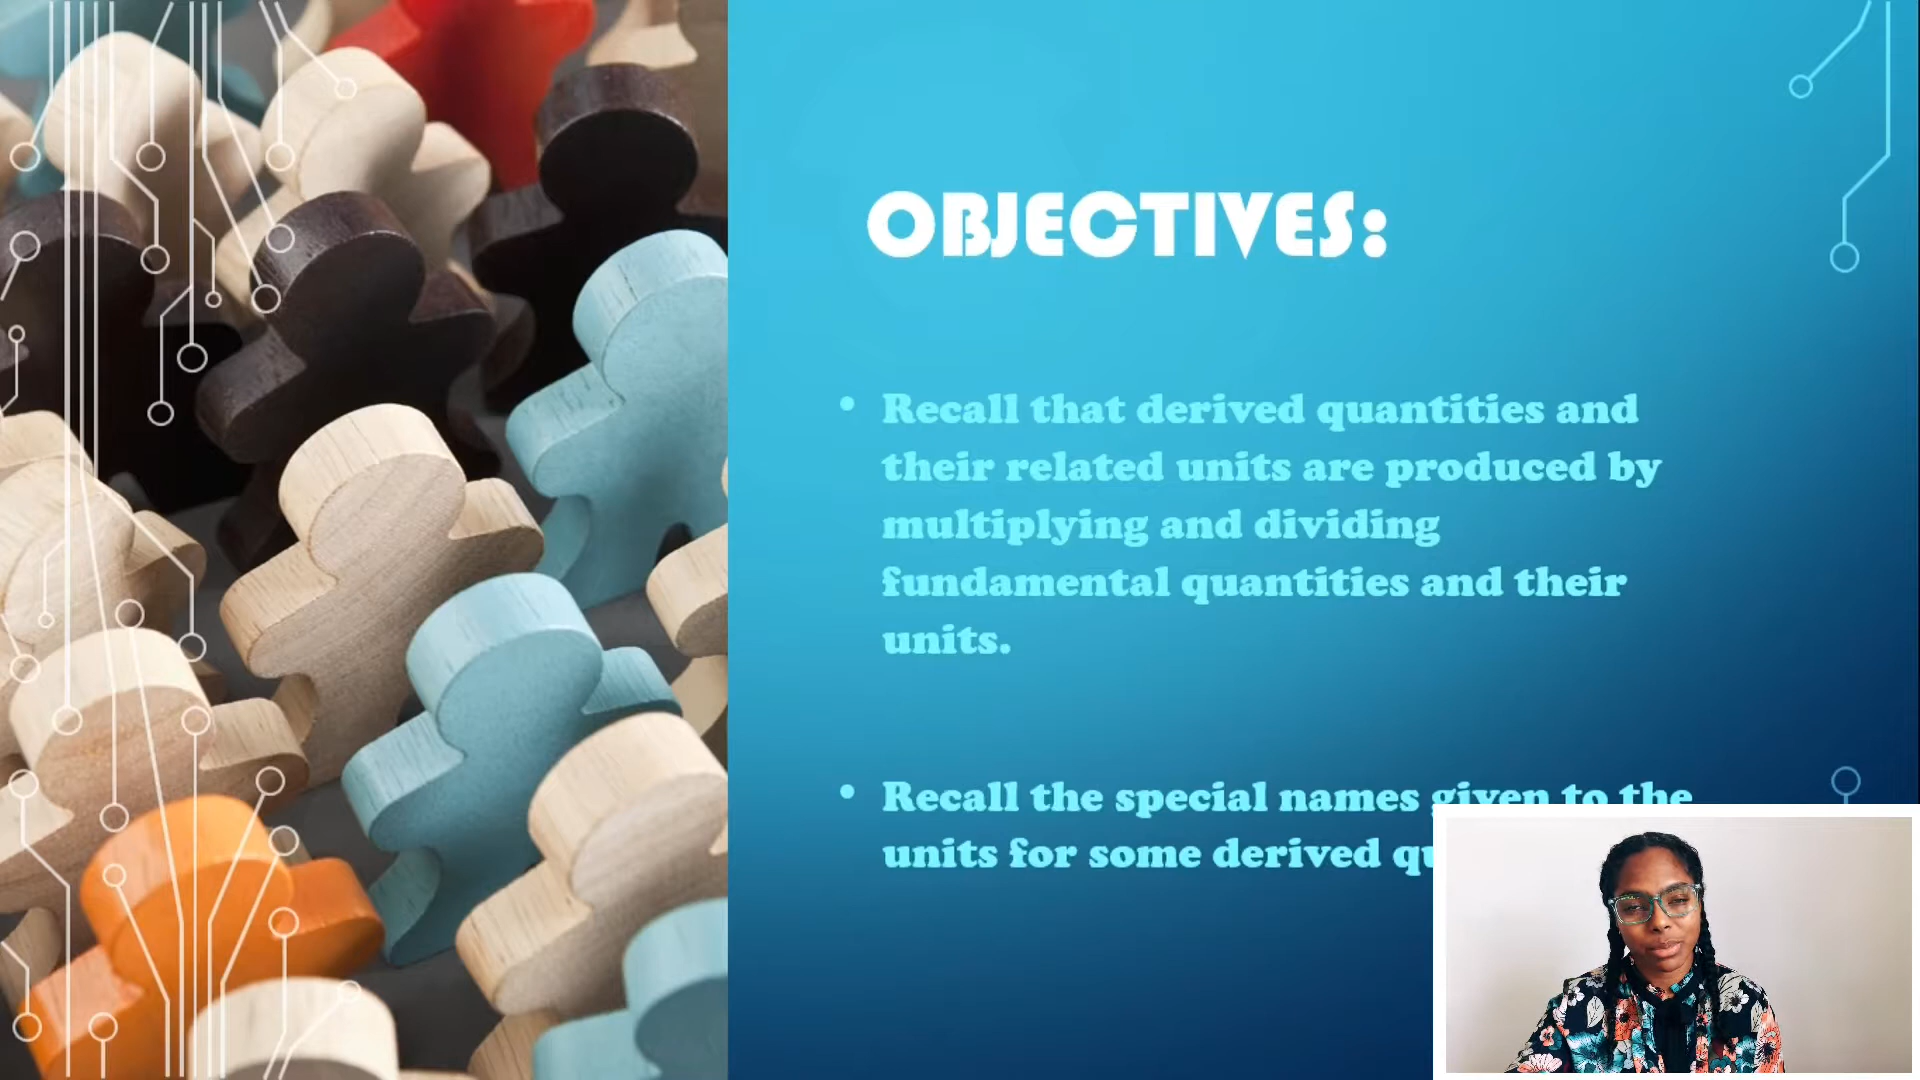 OBJECTIVES:
• Recall that derived quantities and
their related units are produced by
multiplying and dividing
fundamental quantities and their
units.
• Recall the special names given to the
units for some derived